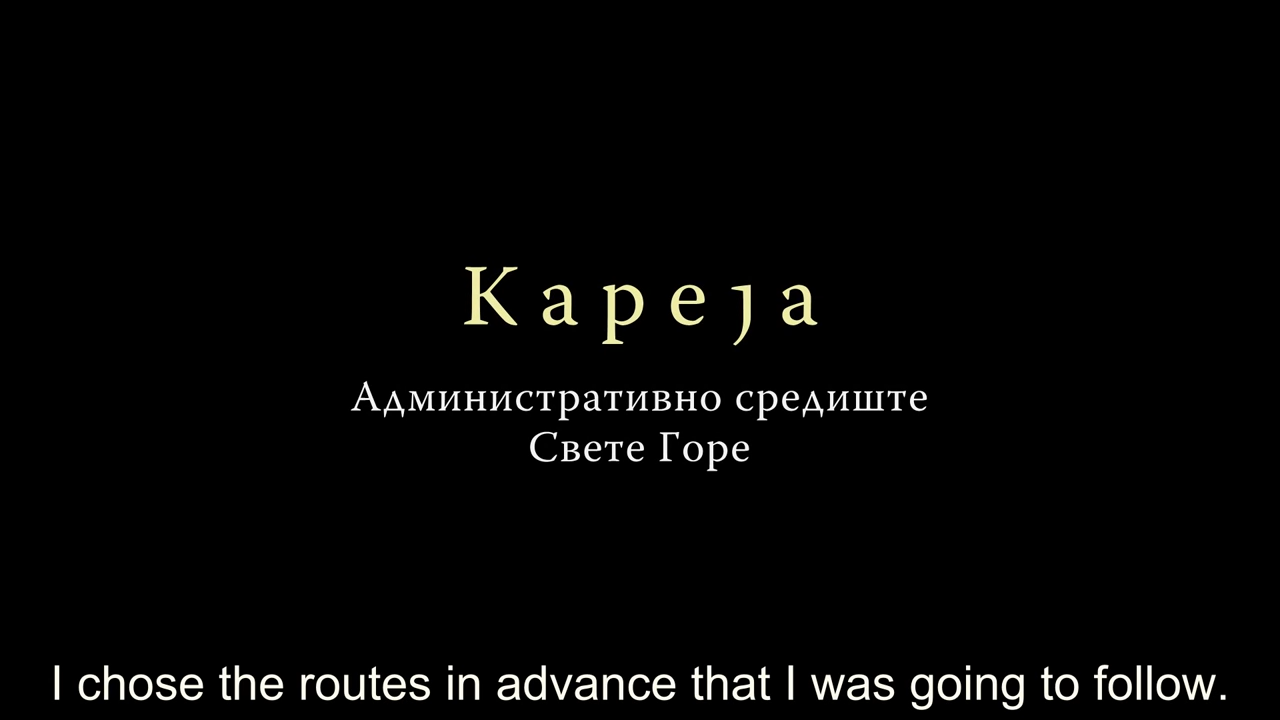 Кареја
Административно средиште
Свете Горе
I chose the routes in advance that I was going to follow.